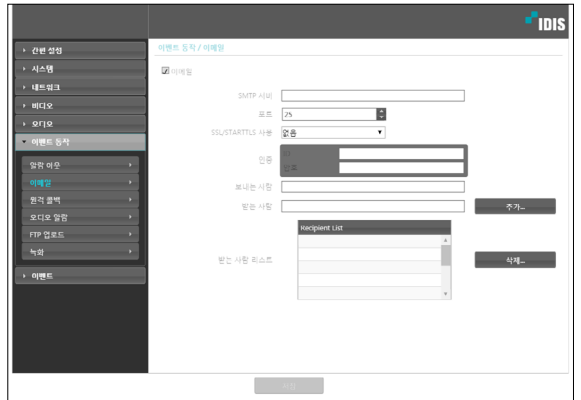 IDIS
간편 설정
시스템
네트워크
비디오
오디오
이벤트 동작
알람 아웃
이메일
원격 콜백
오디오 알람
FTP 업로드
녹화
이벤트
이벤트 동작 / 이메일
이메일
SMTP 서버
포트 25
SSL/STARTTLS 사용 없음
인증 ID
암호
보내는 사람
받는 사람 추가...
Recipient List
받는 사람 리스트 삭제...
저장